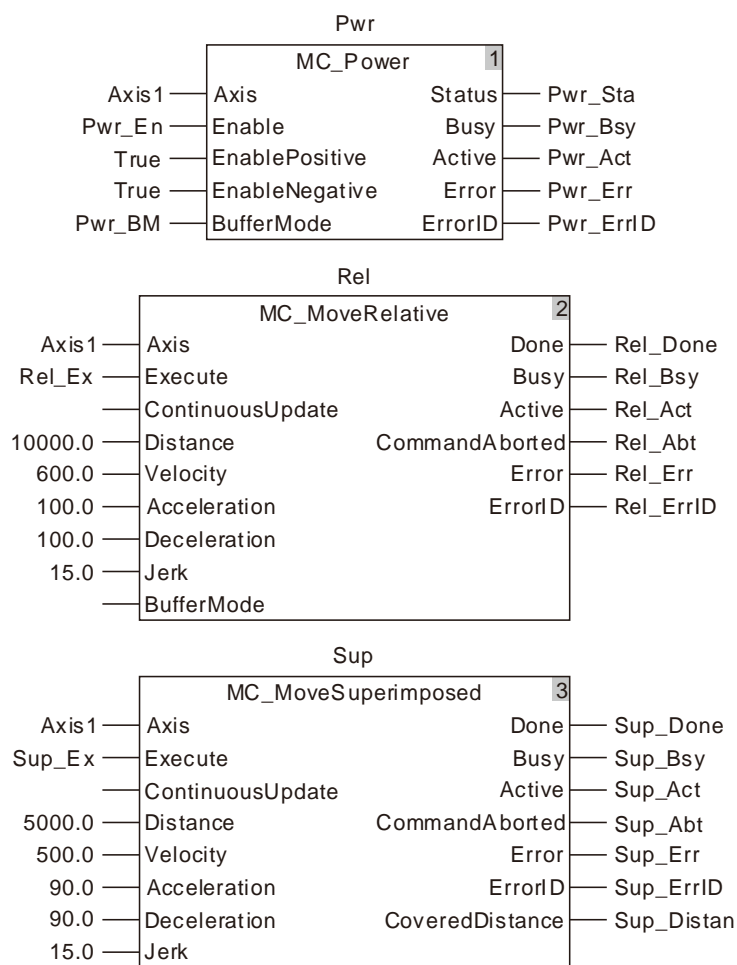 Pwr
MC_Power 1
Axis1 Axis Status Pwr_Sta
Pwr_En Enable Busy Pwr_Bsy
True EnablePositive Active Pwr_Act
True EnableNegative Error Pwr_Err
Pwr_BM BufferMode ErrorID Pwr_ErrID
Rel
MC_MoveRelative 2
Axis1 Axis Done Rel_Done
Rel_Ex Execute Busy Rel_Bsy
ContinuousUpdate Active Rel_Act
10000.0 Distance CommandAborted Rel_Abt
600.0 Velocity Error Rel_Err
100.0 Acceleration ErrorID Rel_ErrID
100.0 Deceleration
15.0 Jerk
BufferMode
Sup
MC_MoveSuperimposed 3
Axis1 Axis Done Sup_Done
Sup_Ex Execute Busy Sup_Bsy
ContinuousUpdate Active Sup_Act
5000.0 Distance CommandAborted Sup_Abt
500.0 Velocity Error Sup_Err
90.0 Acceleration ErrorID Sup_ErrID
90.0 Deceleration CoveredDistance Sup_Distan
15.0 Jerk